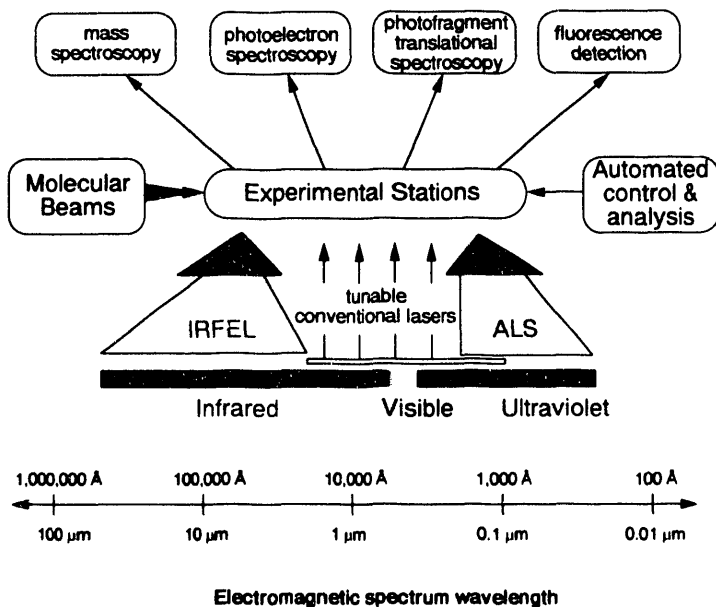 mass
spectroscopy
photoelectron
spectroscopy
photofragment
translational
spectroscopy
fluorescence
detection
Molecular
Beams
Experimental Stations
Automated
control &
analysis
tunable
conventional lasers
IRFEL
ALS
Infrared
Visible
Ultraviolet
1,000,000 Å
100,000 Å
10,000 Å
1,000 Å
100 Å
100 µm
10 µm
1 µm
0.1 µm
0.01 µm
Electromagnetic spectrum wavelength